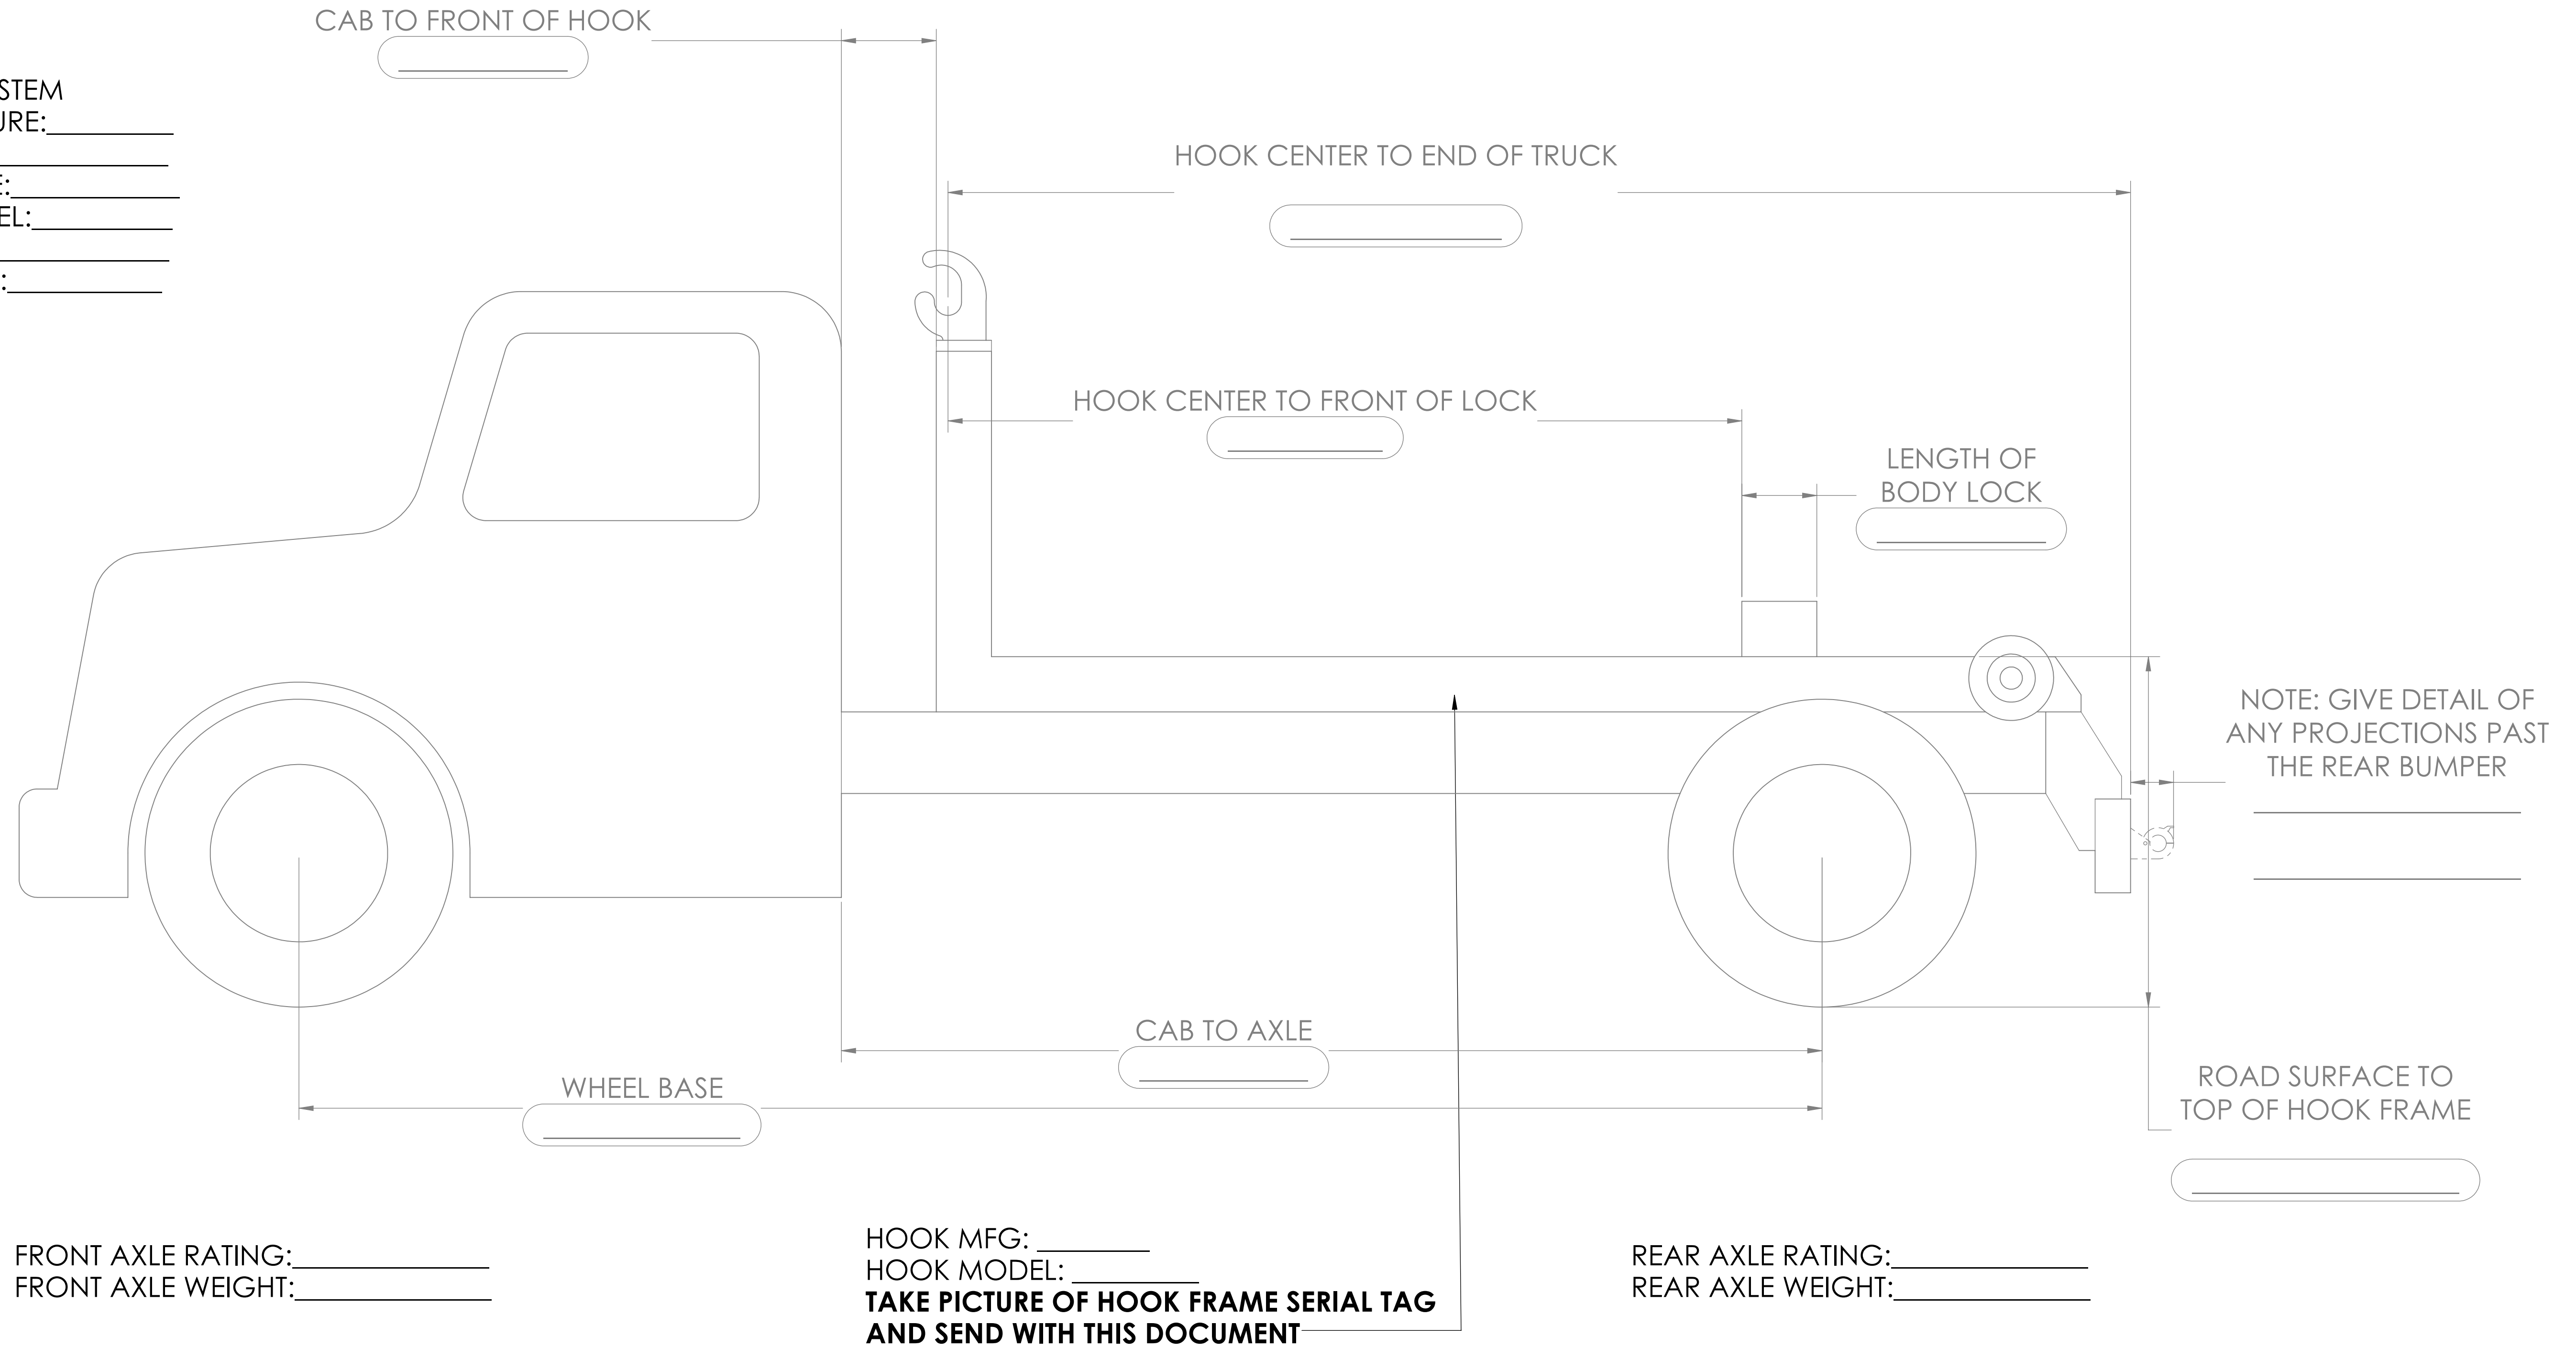 CAB TO FRONT OF HOOK
STEM
URE:
E:
EL:
:
HOOK CENTER TO END OF TRUCK
HOOK CENTER TO FRONT OF LOCK
LENGTH OF
BODY LOCK
NOTE: GIVE DETAIL OF
ANY PROJECTIONS PAST
THE REAR BUMPER
CAB TO AXLE
WHEEL BASE
ROAD SURFACE TO
TOP OF HOOK FRAME
FRONT AXLE RATING:
FRONT AXLE WEIGHT:
HOOK MFG:
HOOK MODEL:
TAKE PICTURE OF HOOK FRAME SERIAL TAG
AND SEND WITH THIS DOCUMENT
REAR AXLE RATING:
REAR AXLE WEIGHT: